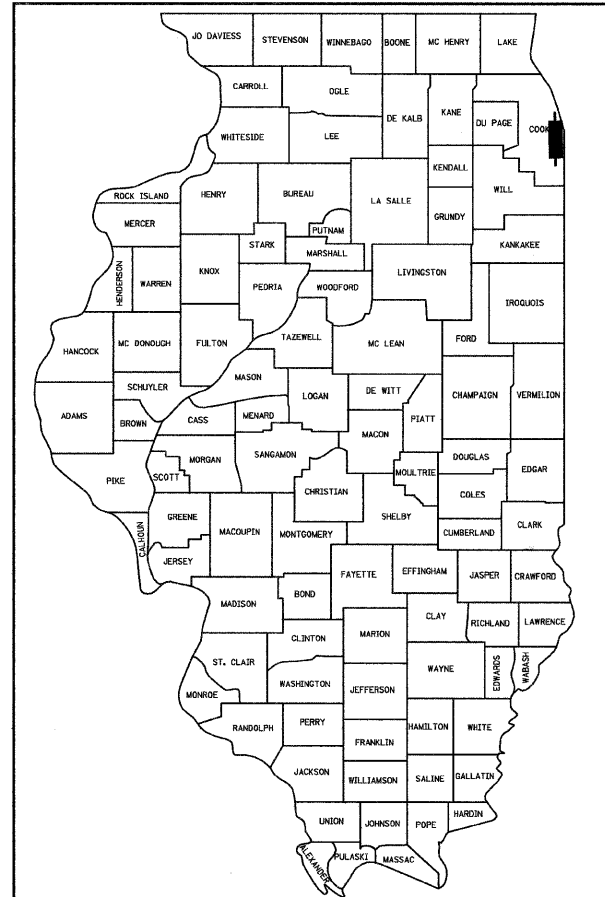 JO DAVIESS
STEVENSON
WINNEBAGO
BOONE
MC HENRY
LAKE
CARROLL
OGLE
DE KALB
KANE
DU PAGE
COOK
WHITESIDE
LEE
KENDALL
WILL
ROCK ISLAND
HENRY
BUREAU
LA SALLE
GRUNDY
MERCER
PUTNAM
STARK
MARSHALL
KANKAKEE
HENDERSON
WARREN
KNOX
PEORIA
WOODFORD
LIVINGSTON
IROQUOIS
HANCOCK
MC DONOUGH
FULTON
TAZEWELL
MC LEAN
FORD
SCHUYLER
MASON
ADAMS
BROWN
CASS
MENARD
LOGAN
DE WITT
PIATT
CHAMPAIGN
VERMILION
MACON
PIKE
SCOTT
MORGAN
SANGAMON
CHRISTIAN
MOULTRIE
DOUGLAS
EDGAR
COLES
GREENE
CALHOUN
MACOUPIN
MONTGOMERY
SHELBY
CUMBERLAND
CLARK
JERSEY
FAYETTE
EFFINGHAM
JASPER
CRAWFORD
MADISON
BOND
CLAY
RICHLAND
LAWRENCE
CLINTON
MARION
ST. CLAIR
WAYNE
EDWARDS
WABASH
MONROE
WASHINGTON
JEFFERSON
RANDOLPH
PERRY
HAMILTON
WHITE
FRANKLIN
JACKSON
WILLIAMSON
SALINE
GALLATIN
UNION
JOHNSON
POPE
HARDIN
ALEXANDER
PULASKI
MASSAC